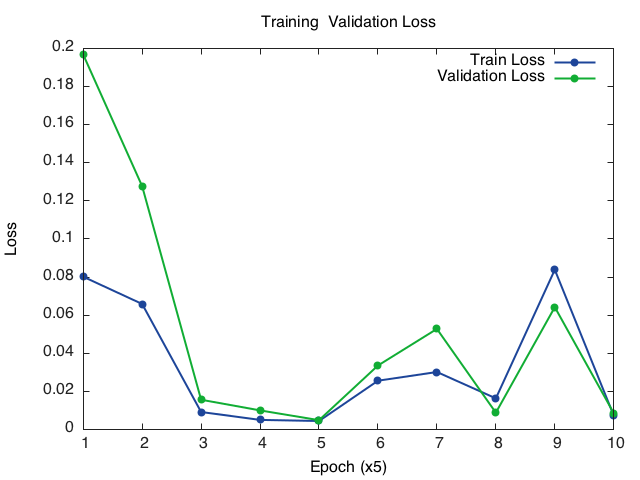 Training  Validation Loss
Train Loss
Validation Loss
0.2
0.18
0.16
0.14
0.12
0.1
0.08
0.06
0.04
0.02
0
Loss
1 2 3 4 5 6 7 8 9 10
Epoch (x5)